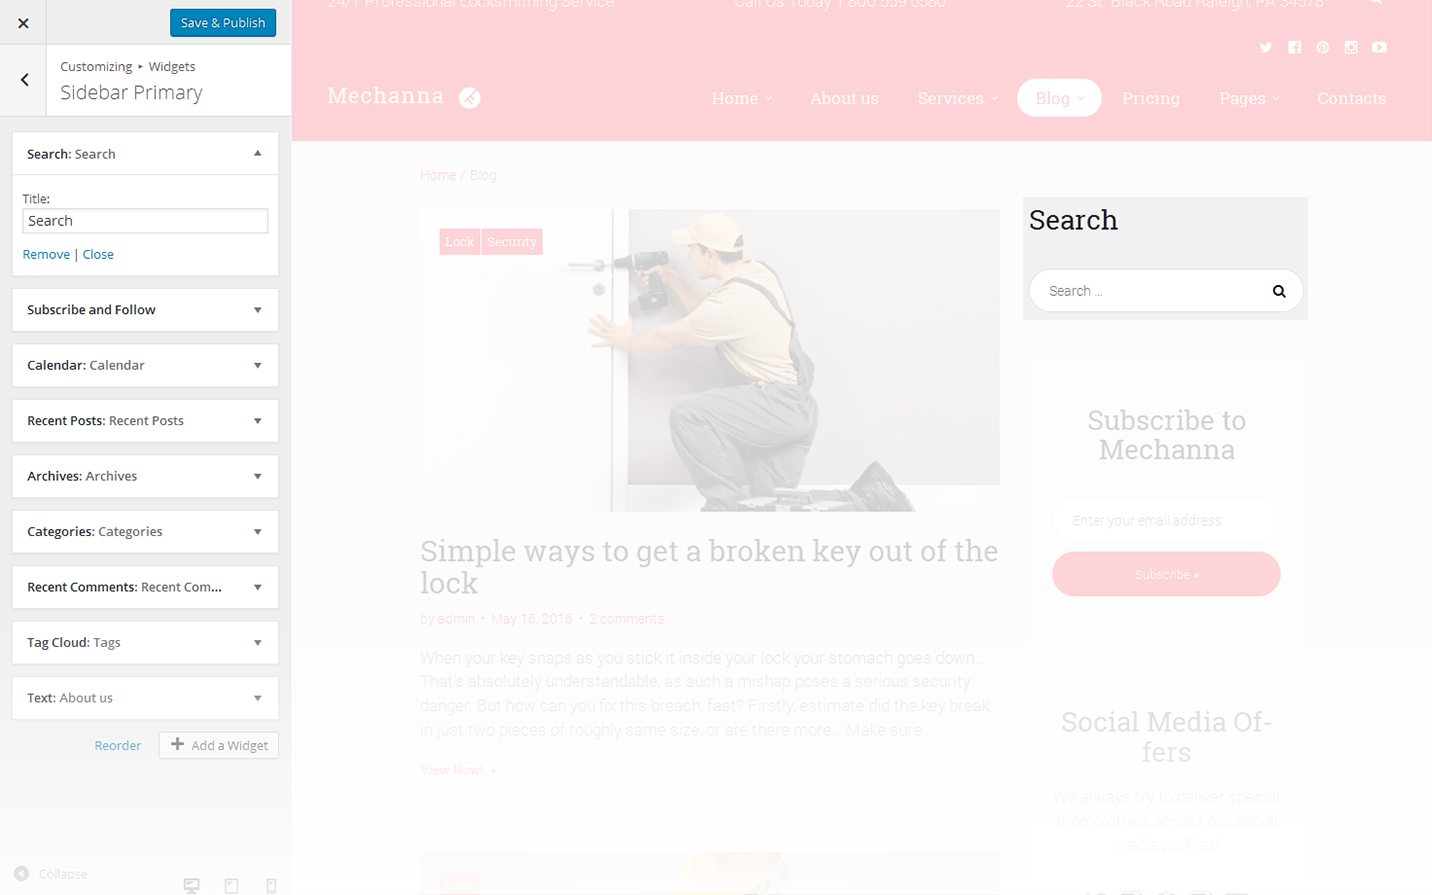 Save & Publish
Customizing ▸ Widgets
Sidebar Primary
Search: Search
Title:
Search
Remove | Close
Subscribe and Follow
Calendar: Calendar
Recent Posts: Recent Posts
Archives: Archives
Categories: Categories
Recent Comments: Recent Com...
Tag Cloud: Tags
Text: About us
Reorder
Add a Widget
Collapse
24/7 Professional Locksmithing Service
Call Us Today 1 800 559 6580
22 St. Black Road Raleigh, PA 34578
Mechanna
Home
About us
Services
Blog
Pricing
Pages
Contacts
Home / Blog
Lock
Security
Simple ways to get a broken key out of the
lock
by admin • May 16, 2016 • 2 comments
When your key snaps as you stick it inside your lock your stomach goes down...
That's absolutely understandable, as such a mishap poses a serious security
danger. But how can you fix this breach, fast? Firstly, estimate did the key break
in just two pieces of roughly same size, or are there more... Make sure...
View Now!
Search
Search ...
Subscribe to
Mechanna
Enter your email address
Subscribe
Social Media Of-
fers
We always try to deliver special
promo offers across our social
media profiles!